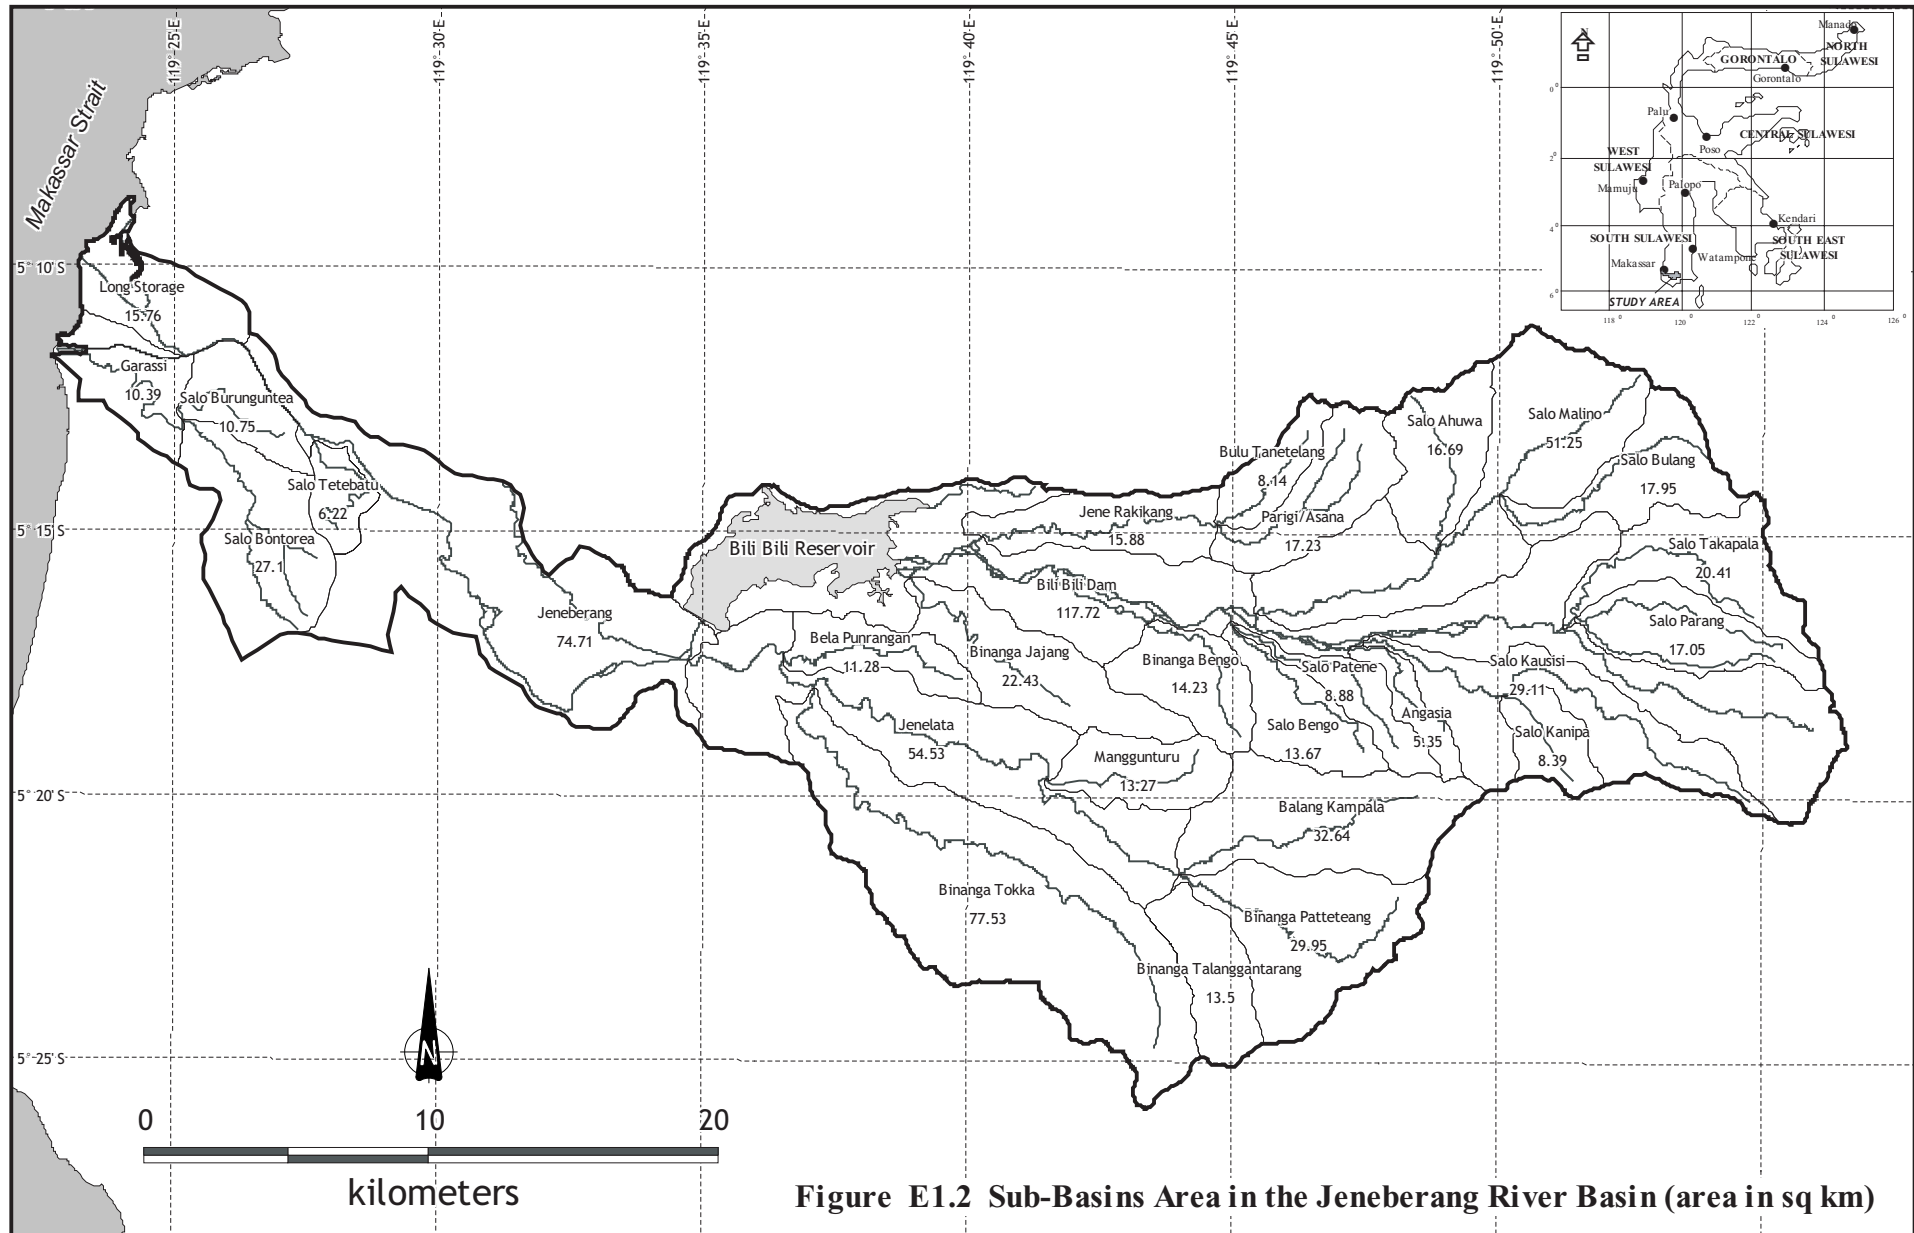 119° 25' E
119° 30' E
119° 35' E
119° 40' E
119° 45' E
119° 50' E
Makassar Strait
5° 10' S
5° 15' S
5° 20' S
5° 25' S
Long Storage
15.76
Garassi
10.39
Salo Burunguntea
10.75
Salo Tetebatu
6.22
Salo Bontorea
27.1
Jeneberang
74.71
Bili Bili Reservoir
Bela Punrangan
11.28
Binanga Jajang
22.43
Jenelata
54.53
Binanga Tokka
77.53
Jene Rakikang
15.88
Bili Bili Dam
117.72
Binanga Bengo
14.23
Manggunturu
13.27
Bulu Tanetelang
8.14
Parigi/Asana
17.23
Salo Ahuwa
16.69
Salo Malino
51.25
Salo Bulang
17.95
Salo Takapala
20.41
Salo Parang
17.05
Salo Kausisi
29.11
Salo Kanipa
8.39
Salo Patene
8.88
Angasia
5.35
Salo Bengo
13.67
Balang Kampala
32.64
Binanga Patteteang
29.95
Binanga Talanggantarang
13.5
N
Manado
NORTH
SULAWESI
GORONTALO
Gorontalo
Palu
CENTRAL SULAWESI
Poso
WEST
SULAWESI
Mamuju
Palopo
Kendari
SOUTH SULAWESI
SOUTH EAST
SULAWESI
Makassar
Watampone
STUDY AREA
0°
2°
4°
6°
118°
120°
122°
124°
126°
N
0 10 20
kilometers
Figure E1.2 Sub-Basins Area in the Jeneberang River Basin (area in sq km)